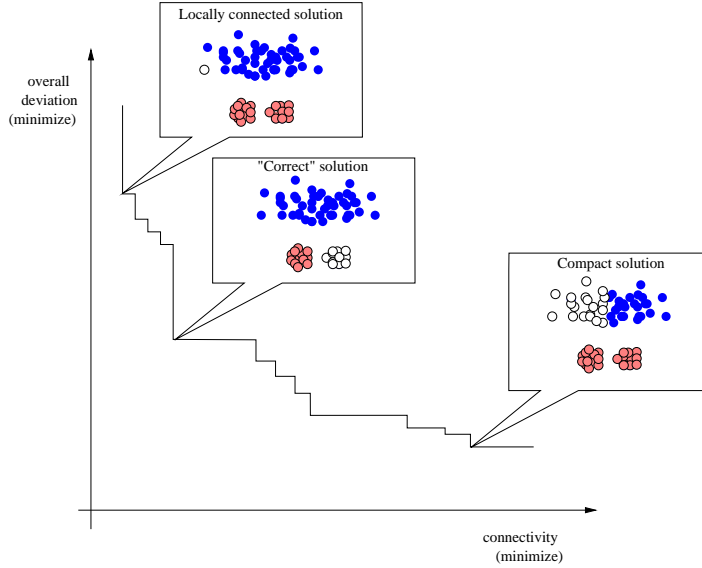 Locally connected solution
overall
deviation
(minimize)
"Correct" solution
Compact solution
connectivity
(minimize)